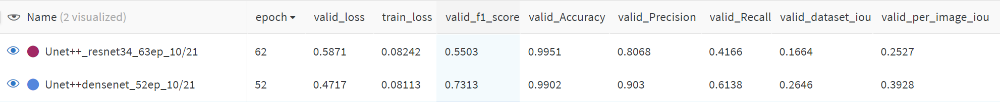 Name (2 visualized) epoch valid_loss train_loss valid_f1_score valid_Accuracy valid_Precision valid_Recall valid_dataset_iou valid_per_image_iou
Unet++_resnet34_63ep_10/21 62 0.5871 0.08242 0.5503 0.9951 0.8068 0.4166 0.1664 0.2527
Unet++densenet_52ep_10/21 52 0.4717 0.08113 0.7313 0.9902 0.903 0.6138 0.2646 0.3928